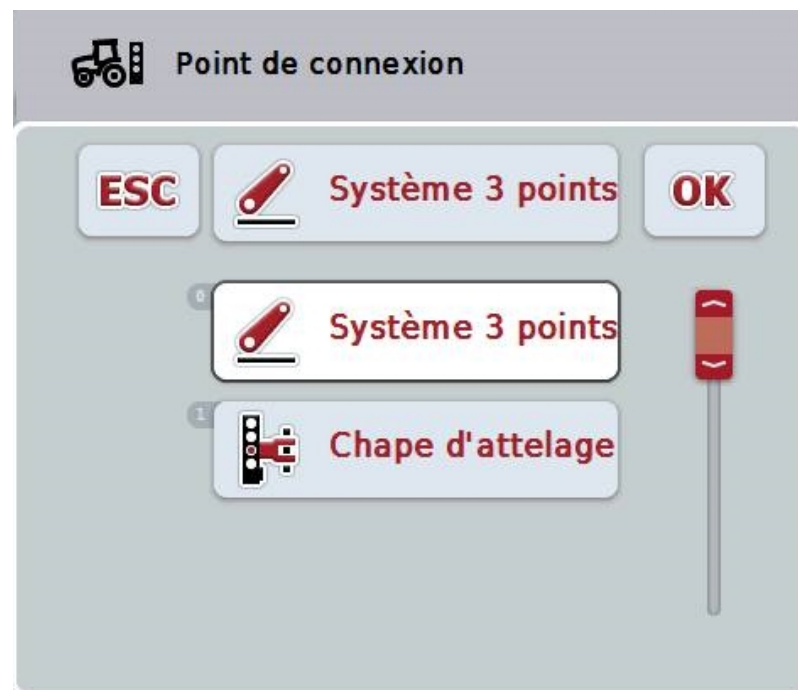 Point de connexion
ESC
Système 3 points
OK
0
Système 3 points
1
Chape d'attelage